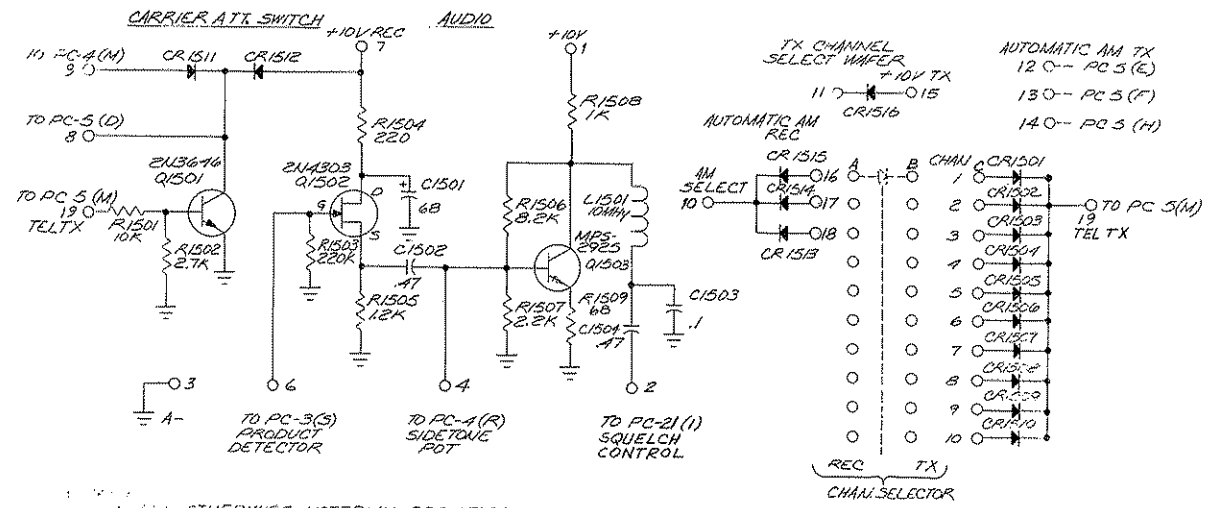 CARRIER ATT. SWITCH
AUDIO
+10V REC
7
+10V
1
PC-4(M)
9
CR1511
CR1512
TO PC-5(D)
8
R1504
220
R1508
1K
2N3646
Q1501
2N4303
Q1502
D
G
S
C1501
68
TO PC 5(M)
19
TELTX
R1501
10K
R1502
2.7K
R1503
220K
C1502
.47
R1505
1.2K
R1506
8.2K
L1501
10MHY
MPS-
2925
Q1503
R1507
2.2K
R1509
68
C1504
.47
C1503
.1
3
A-
6
TO PC-3(S)
PRODUCT
DETECTOR
4
TO PC-4(R)
SIDETONE
POT
2
TO PC-21(1)
SQUELCH
CONTROL
TX CHANNEL
SELECT WAFER
+10V TX
11
15
CR1516
AUTOMATIC AM TX
12 PC 5(E)
13 PC 5(F)
14 PC 5(H)
AUTOMATIC AM
REC
AM
SELECT
10
CR1515
16
CR1514
17
18
CR1513
A
B
CHAN
C
1
CR1501
2
CR1502
3
CR1503
4
CR1504
5
CR1505
6
CR1506
7
CR1507
8
9
10
CR1510
TO PC 5(M)
19
TEL TX
REC
TX
CHAN. SELECTOR
OTHERWISE